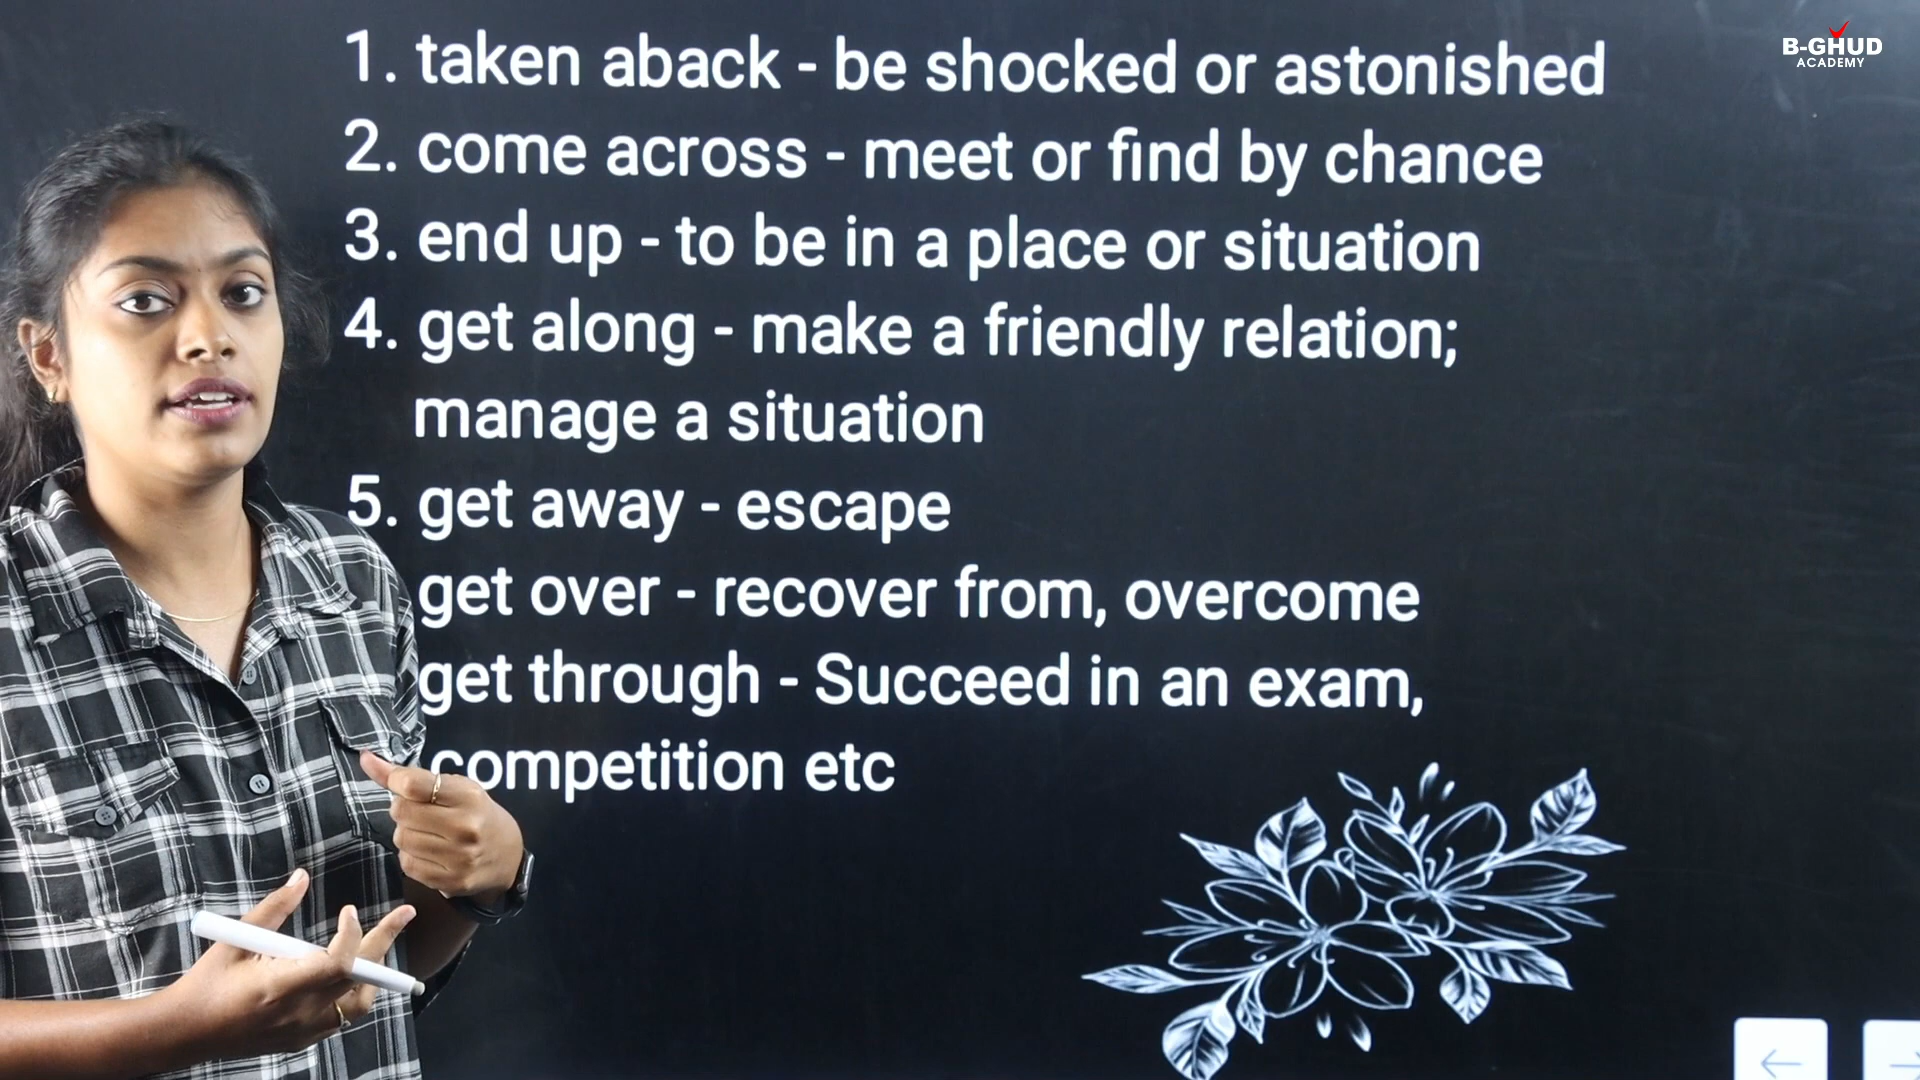 B-GHUD
ACADEMY
1. taken aback - be shocked or astonished
2. come across - meet or find by chance
3. end up - to be in a place or situation
4. get along - make a friendly relation;
manage a situation
5. get away - escape
get over - recover from, overcome
get through - Succeed in an exam,
competition etc